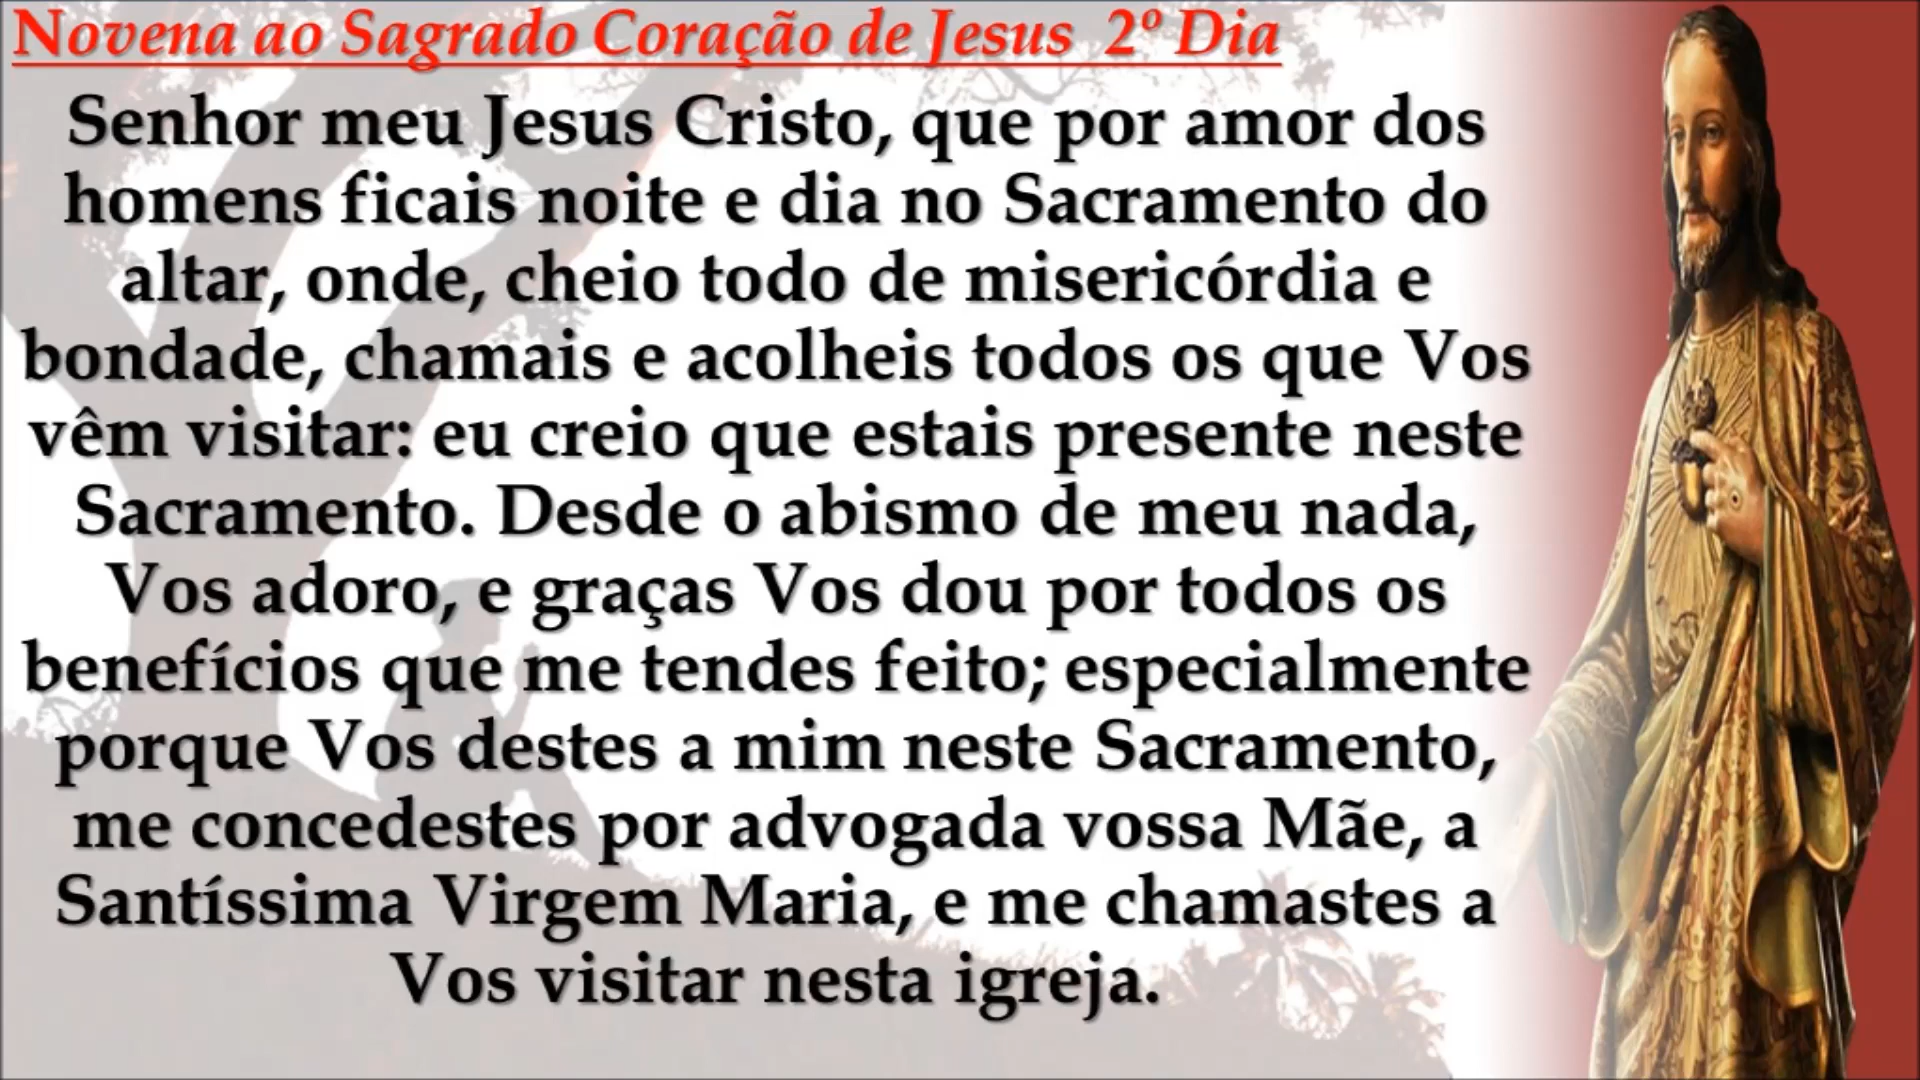 Novena ao Sagrado Coração de Jesus 2º Dia
Senhor meu Jesus Cristo, que por amor dos
homens ficais noite e dia no Sacramento do
altar, onde, cheio todo de misericórdia e
bondade, chamais e acolheis todos os que Vos
vêm visitar: eu creio que estais presente neste
Sacramento. Desde o abismo de meu nada,
Vos adoro, e graças Vos dou por todos os
benefícios que me tendes feito; especialmente
porque Vos destes a mim neste Sacramento,
me concedestes por advogada vossa Mãe, a
Santíssima Virgem Maria, e me chamastes a
Vos visitar nesta igreja.